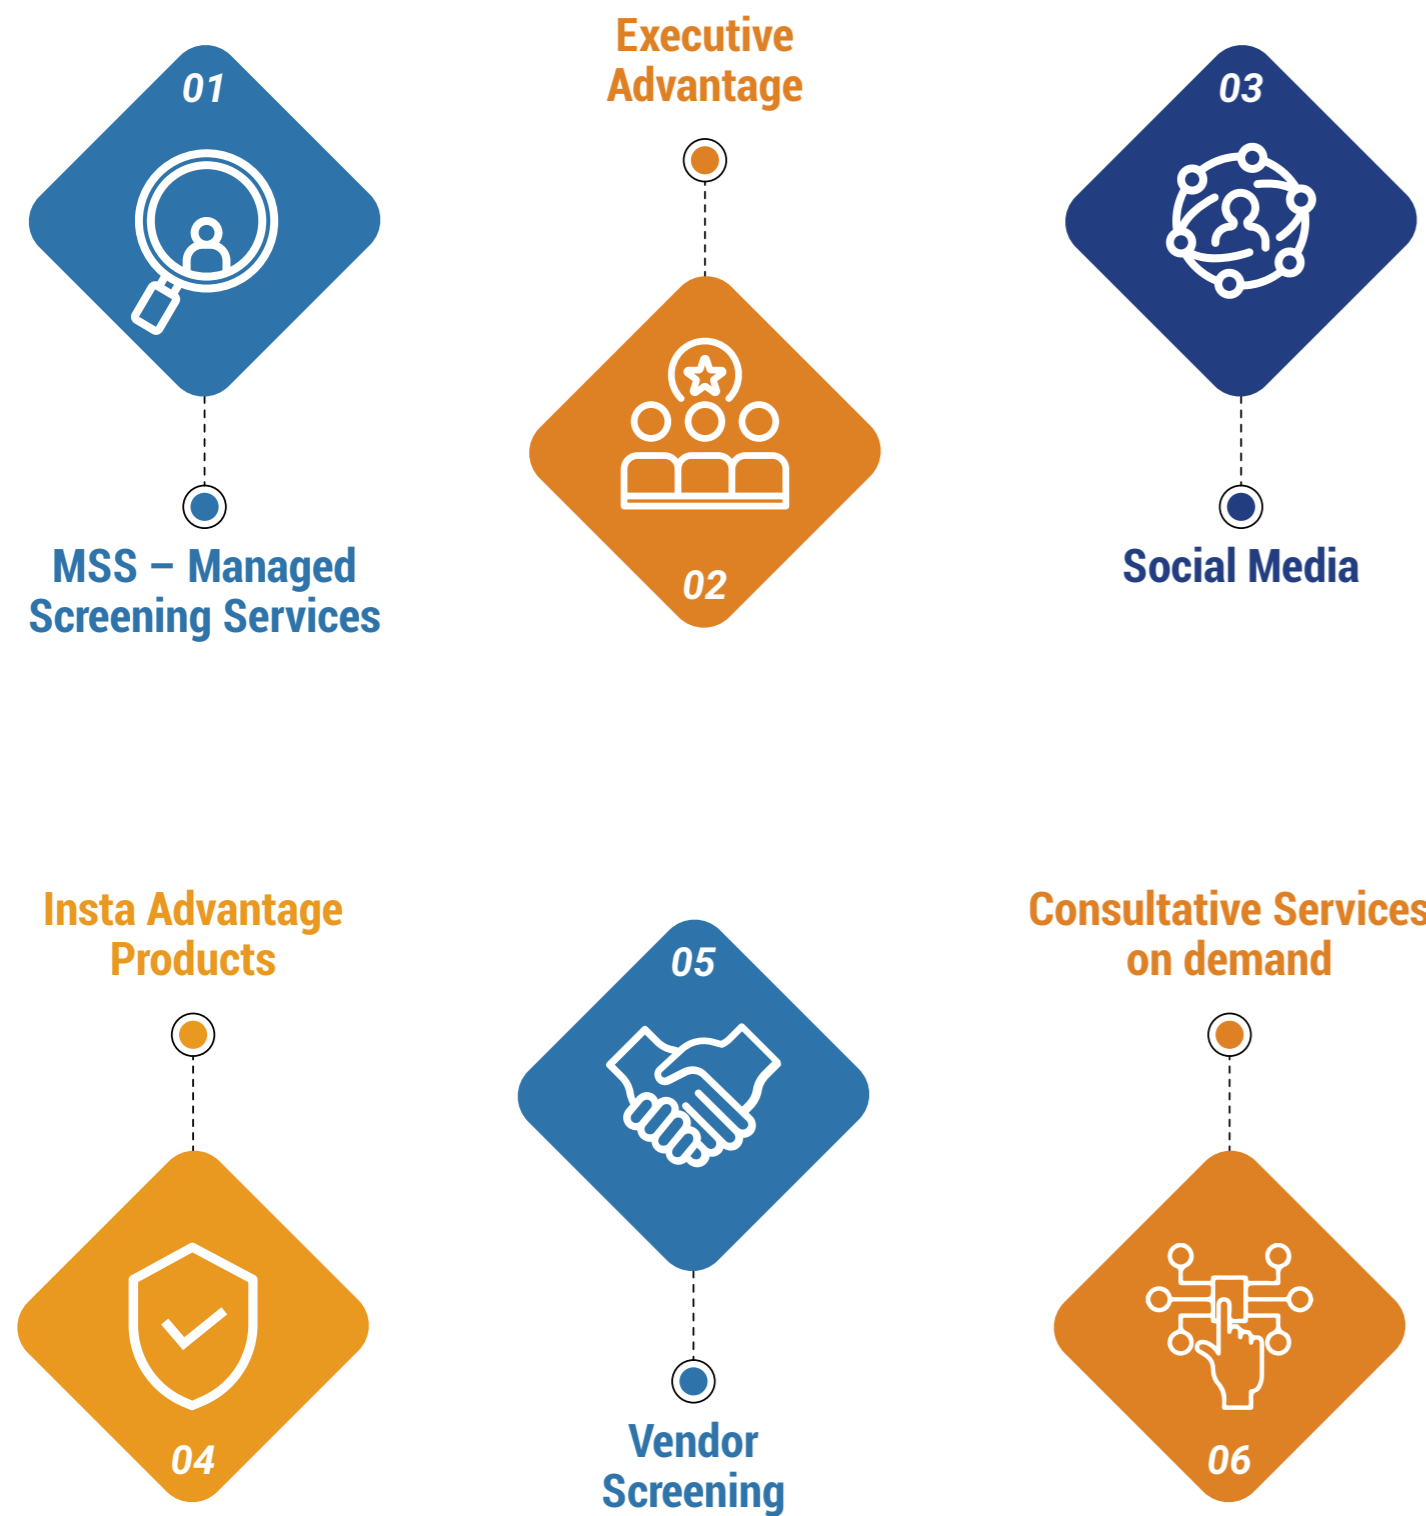 01
MSS – Managed
Screening Services
Executive
Advantage
02
03
Social Media
Insta Advantage
Products
04
05
Vendor
Screening
Consultative Services
on demand
06